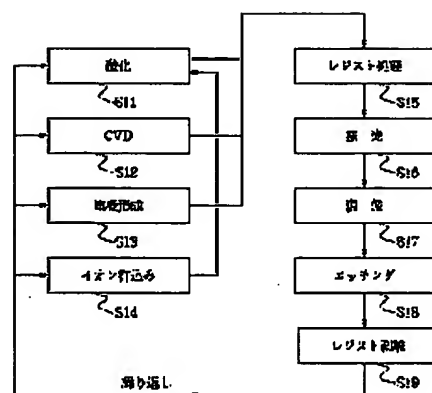 酸化
S11
CVD
S12
電極形成
S13
イオン打込み
S14
レジスト処理
S15
露光
S16
現像
S17
エッチング
S18
レジスト剥離
S19
繰り返し